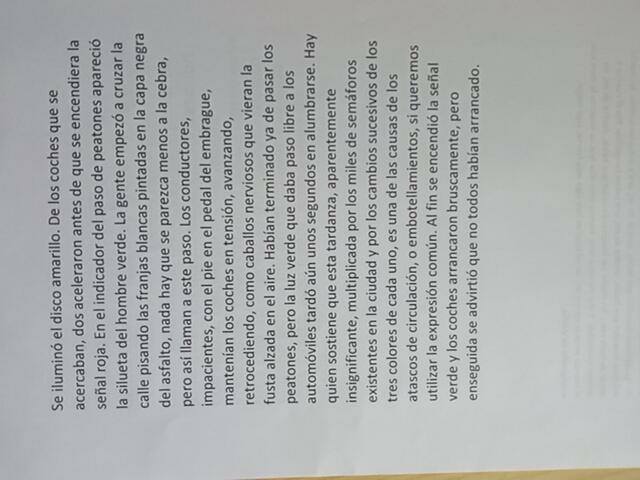 Se iluminó el disco amarillo. De los coches que se
acercaban, dos aceleraron antes de que se encendiera la
señal roja. En el indicador del paso de peatones apareció
la silueta del hombre verde. La gente empezó a cruzar la
calle pisando las franjas blancas pintadas en la capa negra
del asfalto, nada hay que se parezca menos a la cebra,
pero así llaman a este paso. Los conductores,
impacientes, con el pie en el pedal del embrague,
mantenían los coches en tensión, avanzando,
retrocediendo, como caballos nerviosos que vieran la
fusta alzada en el aire. Habían terminado ya de pasar los
peatones, pero la luz verde que daba paso libre a los
automóviles tardó aún unos segundos en alumbrarse. Hay
quien sostiene que esta tardanza, aparentemente
insignificante, multiplicada por los miles de semáforos
existentes en la ciudad y por los cambios sucesivos de los
tres colores de cada uno, es una de las causas de los
atascos de circulación, o embotellamientos, si queremos
utilizar la expresión común. Al fin se encendió la señal
verde y los coches arrancaron bruscamente, pero
enseguida se advirtió que no todos habían arrancado.